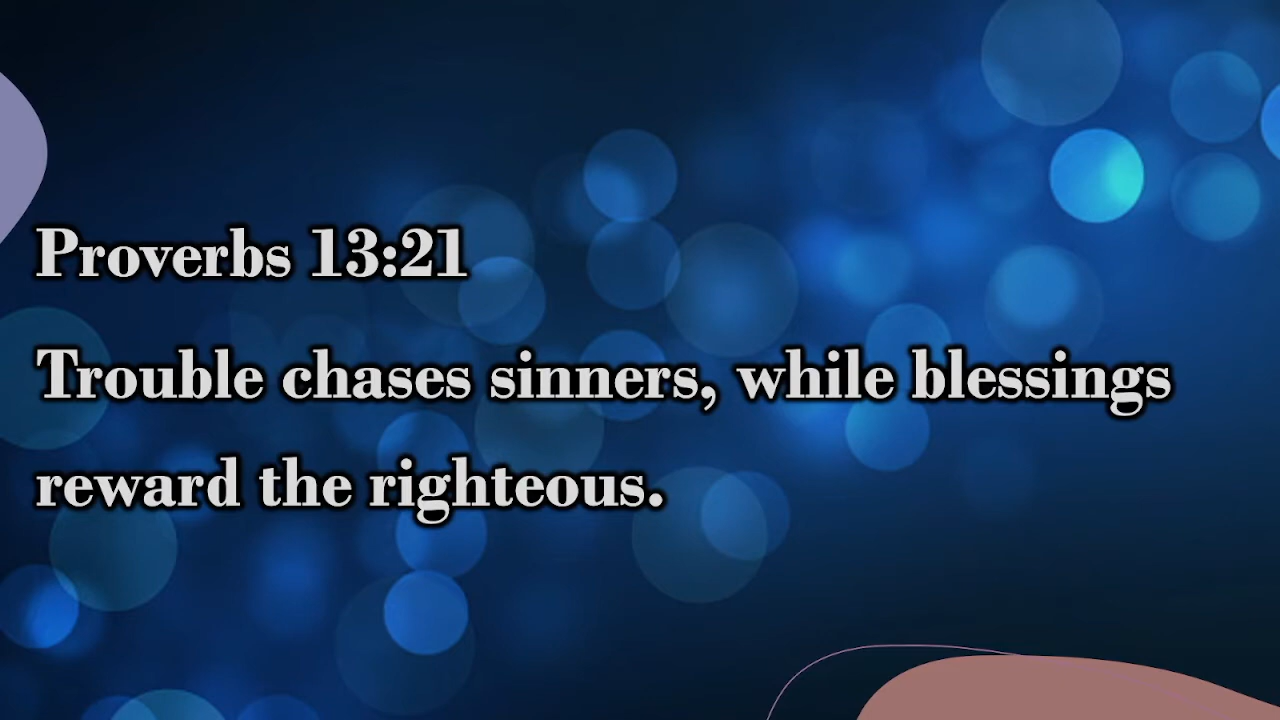 Proverbs 13:21
Trouble chases sinners, while blessings
reward the righteous.